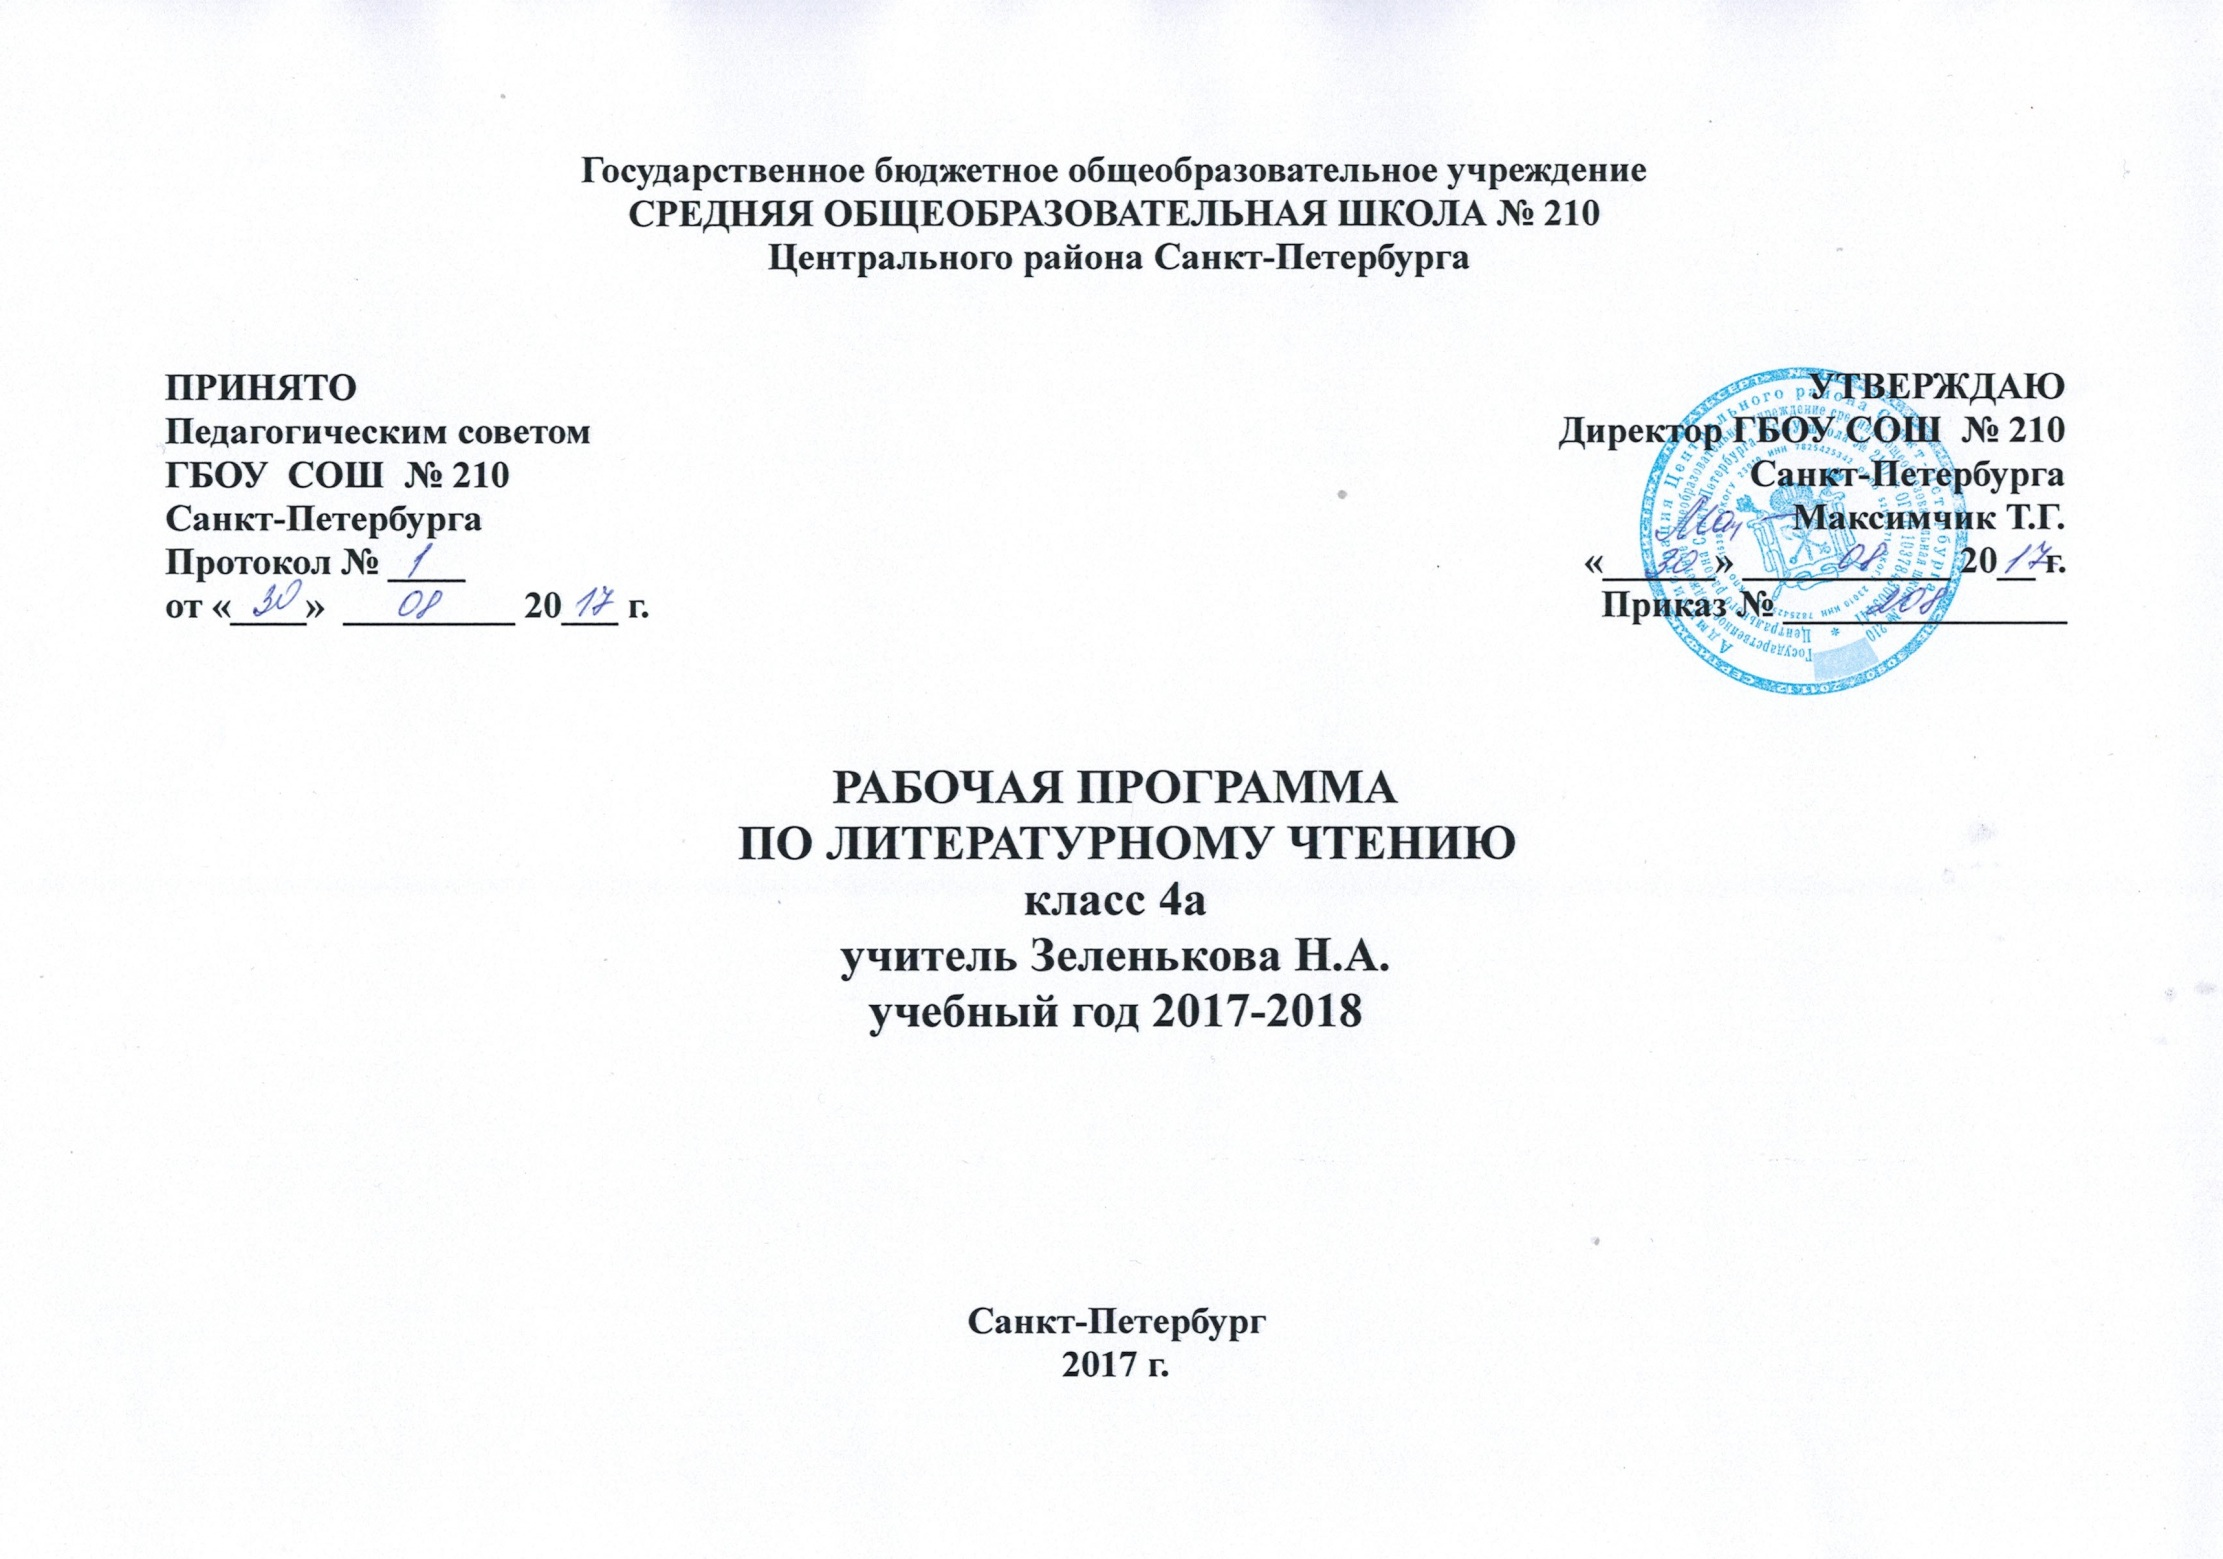 Государственное бюджетное общеобразовательное учреждение
СРЕДНЯЯ ОБЩЕОБРАЗОВАТЕЛЬНАЯ ШКОЛА № 210
Центрального района Санкт-Петербурга
ПРИНЯТО
Педагогическим советом
ГБОУ СОШ № 210
Санкт-Петербурга
Протокол № 1
от «30» 08 2017 г.
УТВЕРЖДАЮ
Директор ГБОУ СОШ № 210
Санкт-Петербурга
Максимчик Т.Г.
«30» 08 2017 г.
Приказ № 208
РАБОЧАЯ ПРОГРАММА
ПО ЛИТЕРАТУРНОМУ ЧТЕНИЮ
класс 4а
учитель Зеленькова Н.А.
учебный год 2017-2018
Санкт-Петербург
2017 г.